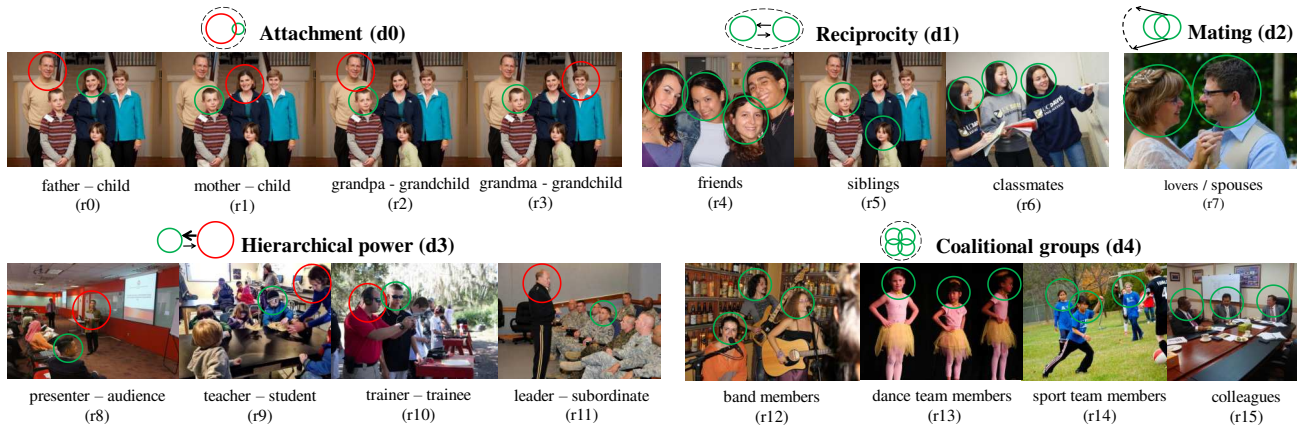 Attachment (d0)
Reciprocity (d1)
Mating (d2)
father – child
(r0)
mother – child
(r1)
grandpa - grandchild
(r2)
grandma - grandchild
(r3)
friends
(r4)
siblings
(r5)
classmates
(r6)
lovers / spouses
(r7)
Hierarchical power (d3)
Coalitional groups (d4)
presenter – audience
(r8)
teacher – student
(r9)
trainer – trainee
(r10)
leader – subordinate
(r11)
band members
(r12)
dance team members
(r13)
sport team members
(r14)
colleagues
(r15)